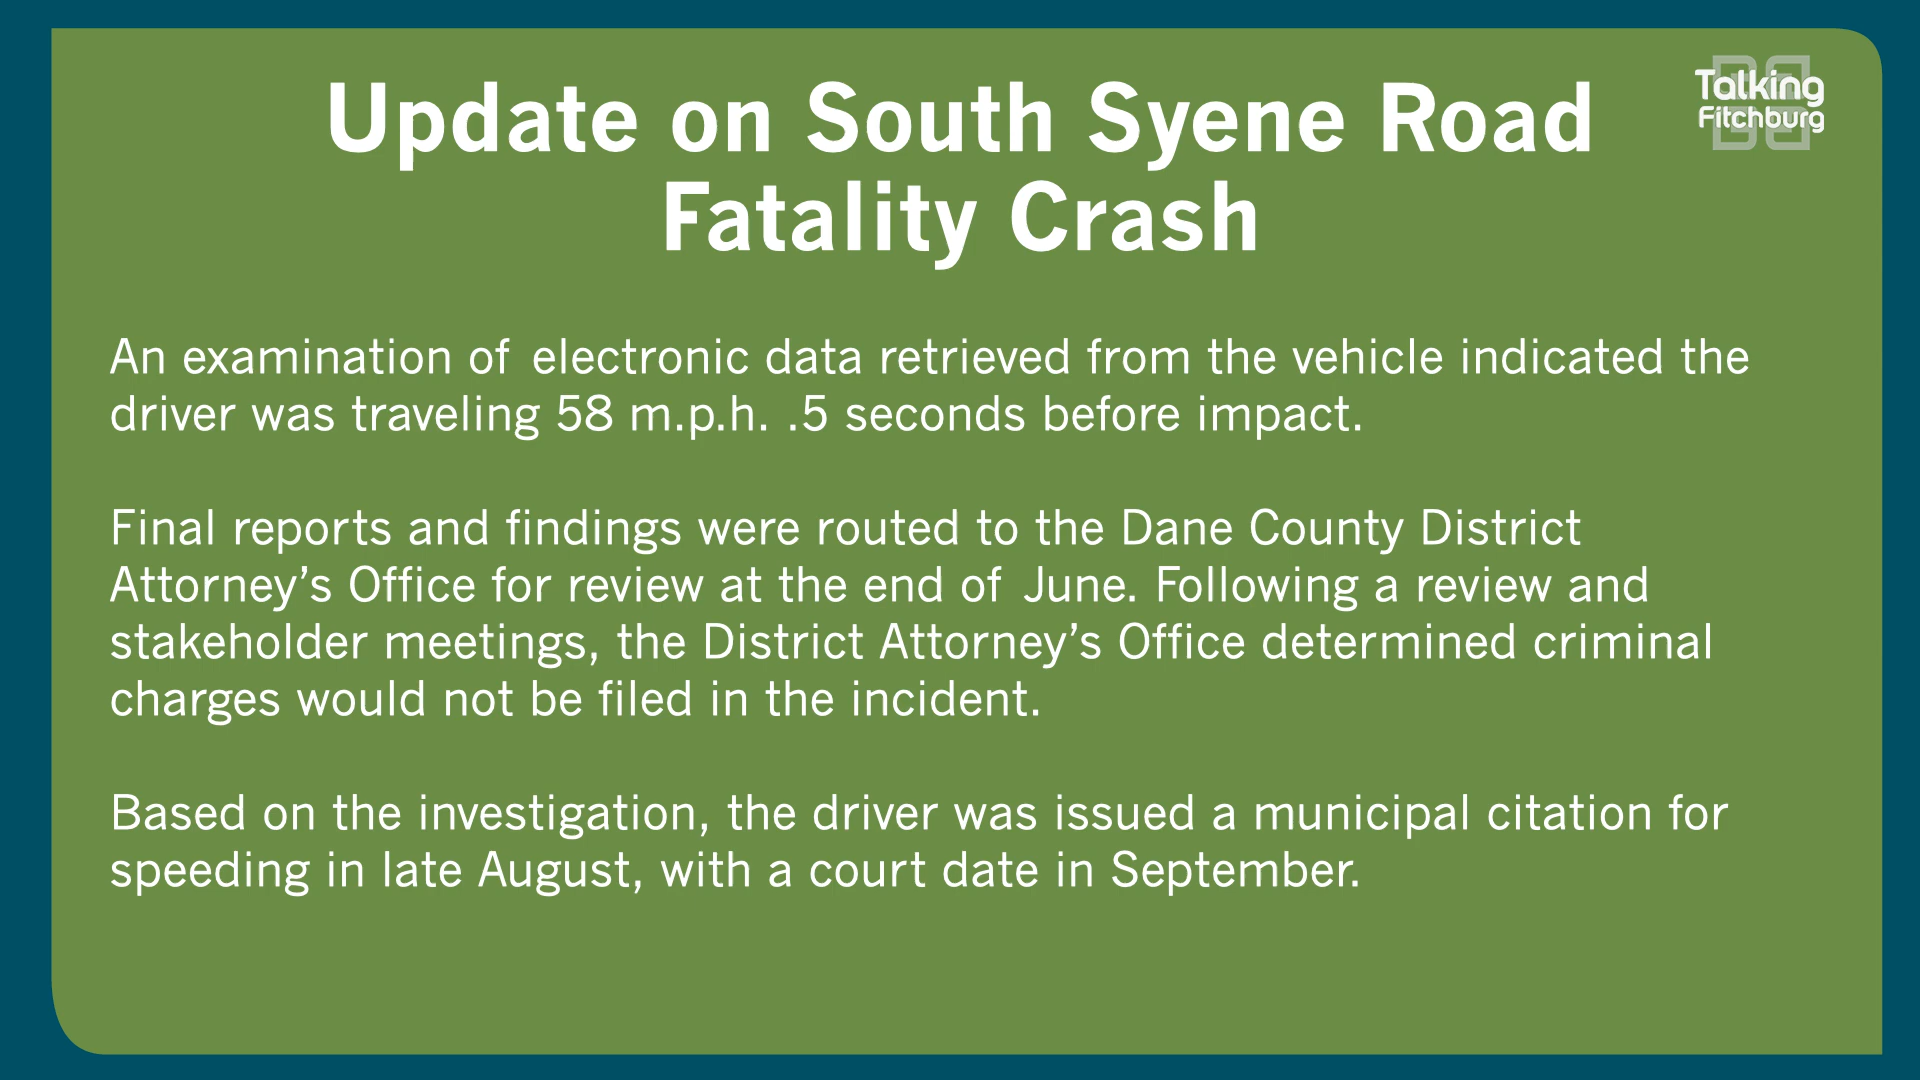 Update on South Syene Road
Fatality Crash
Talking
Fitchburg
An examination of electronic data retrieved from the vehicle indicated the
driver was traveling 58 m.p.h. .5 seconds before impact.
Final reports and findings were routed to the Dane County District
Attorney’s Office for review at the end of June. Following a review and
stakeholder meetings, the District Attorney’s Office determined criminal
charges would not be filed in the incident.
Based on the investigation, the driver was issued a municipal citation for
speeding in late August, with a court date in September.